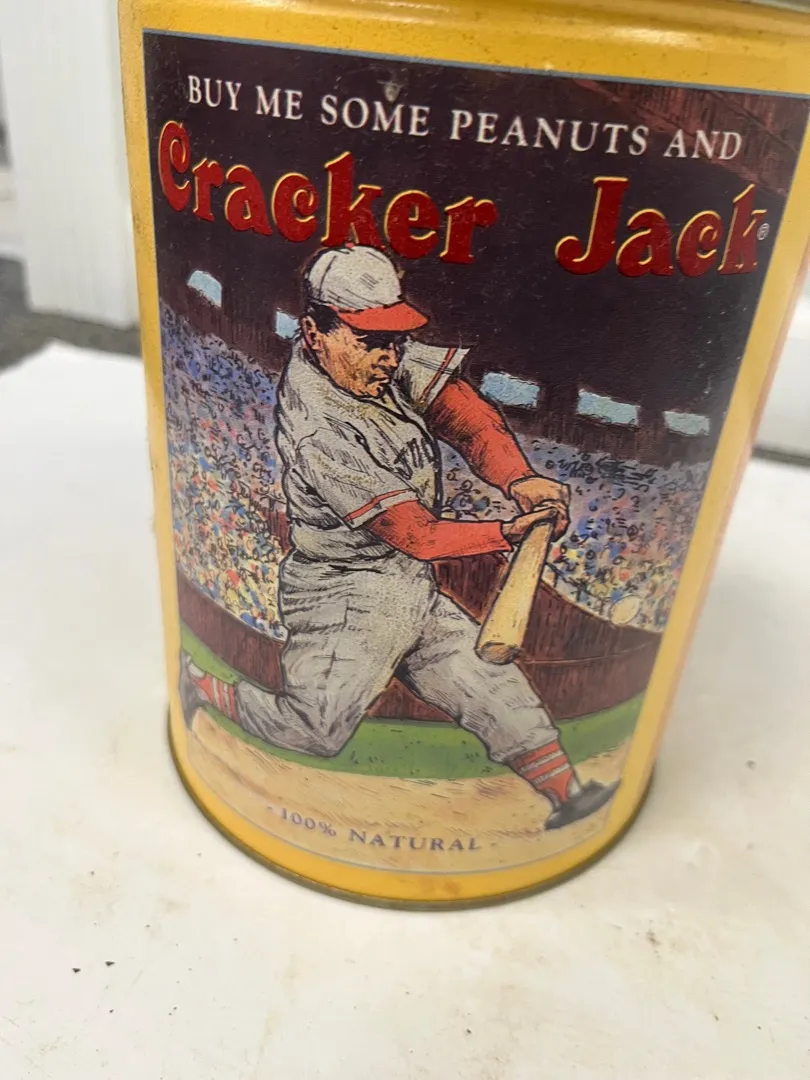 BUY ME SOME PEANUTS AND
Cracker Jack®
- 100% NATURAL -